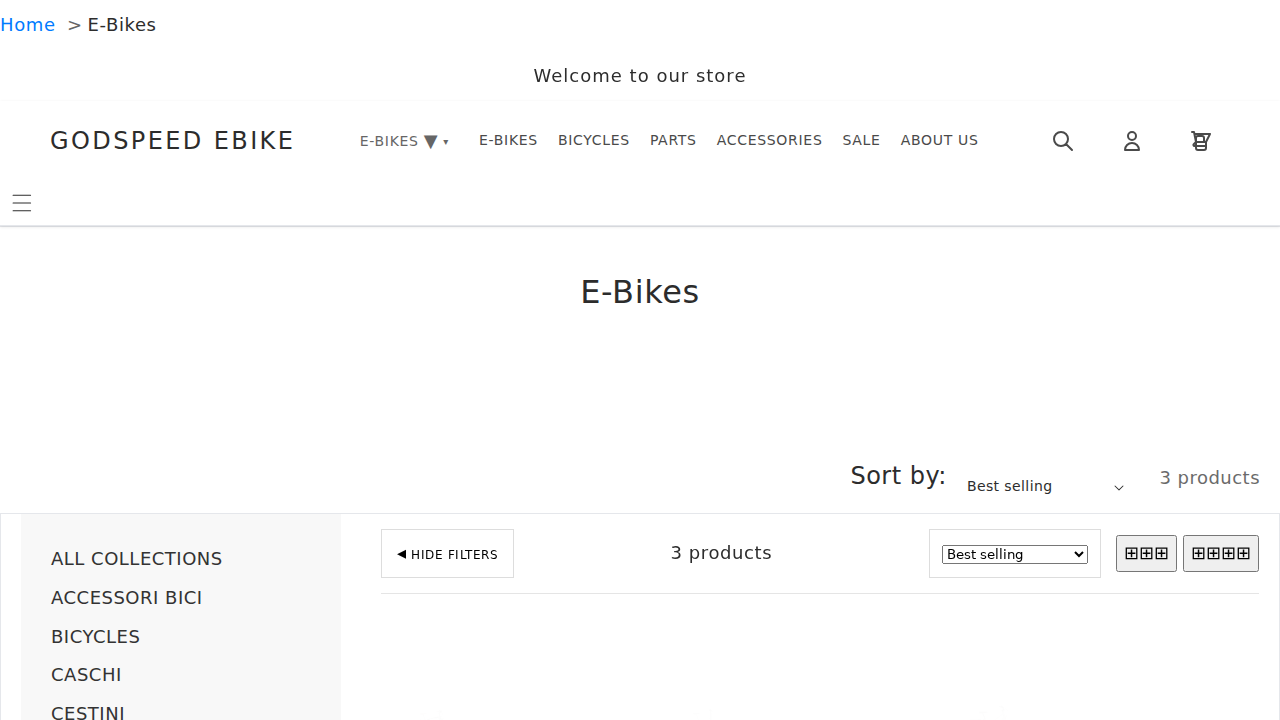 Home > E-Bikes
Welcome to our store
GODSPEED EBIKE
E-BIKES ▼ ▾
E-BIKES BICYCLES PARTS ACCESSORIES SALE ABOUT US
E-Bikes
Sort by: Best selling 3 products
ALL COLLECTIONS
ACCESSORI BICI
BICYCLES
CASCHI
CESTINI
◀ HIDE FILTERS
3 products
Best selling
⊞⊞⊞ ⊞⊞⊞⊞